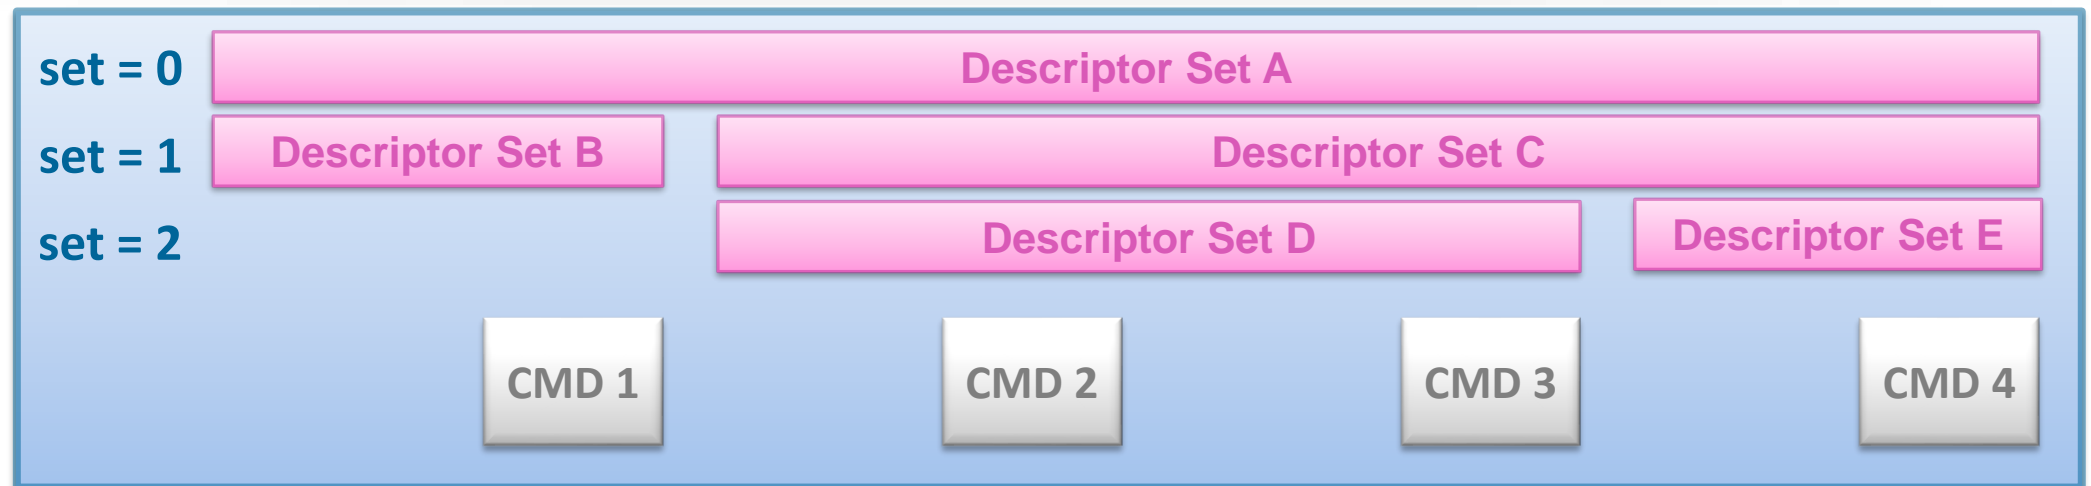 set = 0 Descriptor Set A
set = 1 Descriptor Set B Descriptor Set C
set = 2 Descriptor Set D Descriptor Set E
CMD 1 CMD 2 CMD 3 CMD 4